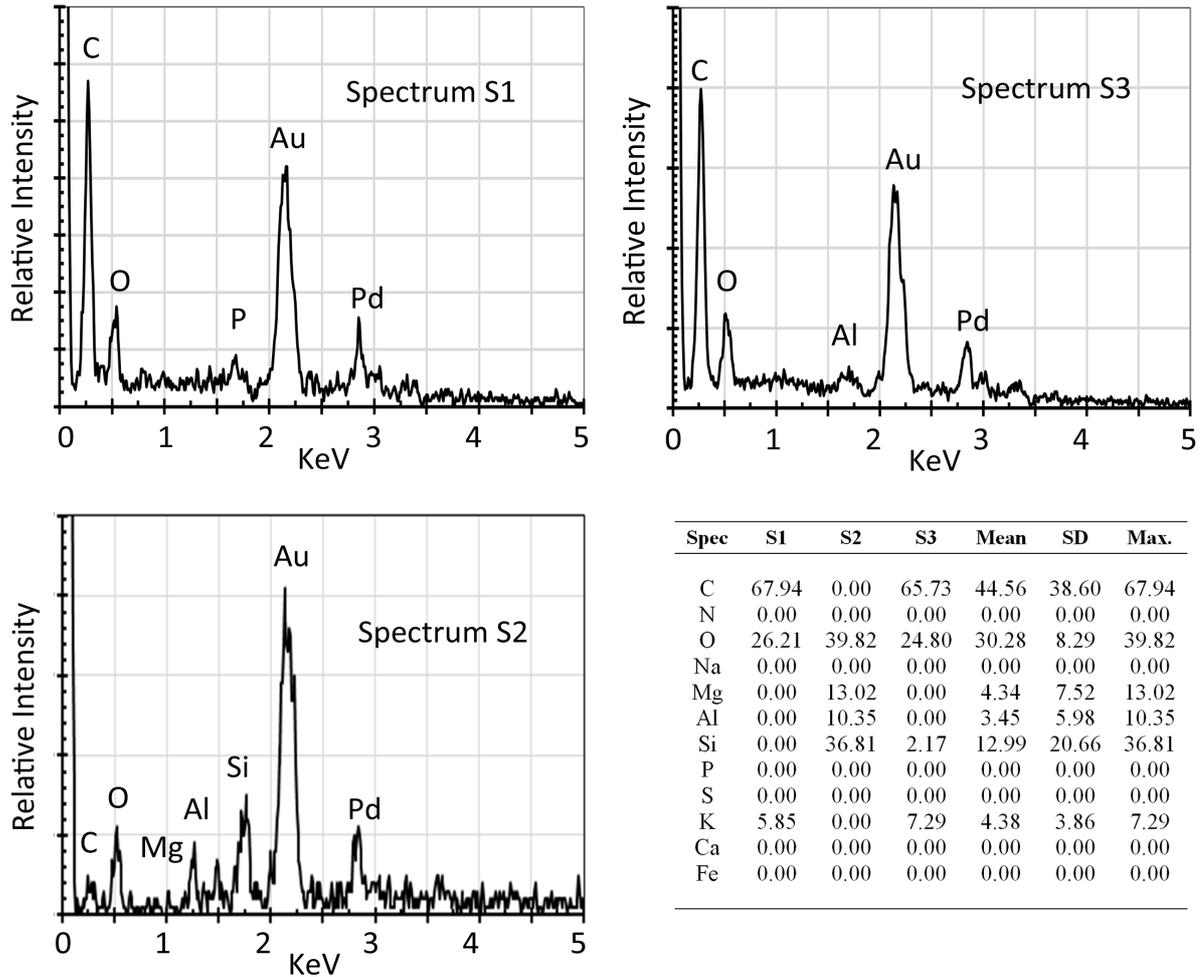 C
Spectrum S1
Au
O
P
Pd
Relative Intensity
0 1 2 3 4 5
KeV
C
Spectrum S3
Au
O
Al
Pd
Relative Intensity
0 1 2 3 4 5
KeV
Au
Spectrum S2
Si
O
Al
Pd
C
Mg
Relative Intensity
0 1 2 3 4 5
KeV
Spec S1 S2 S3 Mean SD Max.
C 67.94 0.00 65.73 44.56 38.60 67.94
N 0.00 0.00 0.00 0.00 0.00 0.00
O 26.21 39.82 24.80 30.28 8.29 39.82
Na 0.00 0.00 0.00 0.00 0.00 0.00
Mg 0.00 13.02 0.00 4.34 7.52 13.02
Al 0.00 10.35 0.00 3.45 5.98 10.35
Si 0.00 36.81 2.17 12.99 20.66 36.81
P 0.00 0.00 0.00 0.00 0.00 0.00
S 0.00 0.00 0.00 0.00 0.00 0.00
K 5.85 0.00 7.29 4.38 3.86 7.29
Ca 0.00 0.00 0.00 0.00 0.00 0.00
Fe 0.00 0.00 0.00 0.00 0.00 0.00